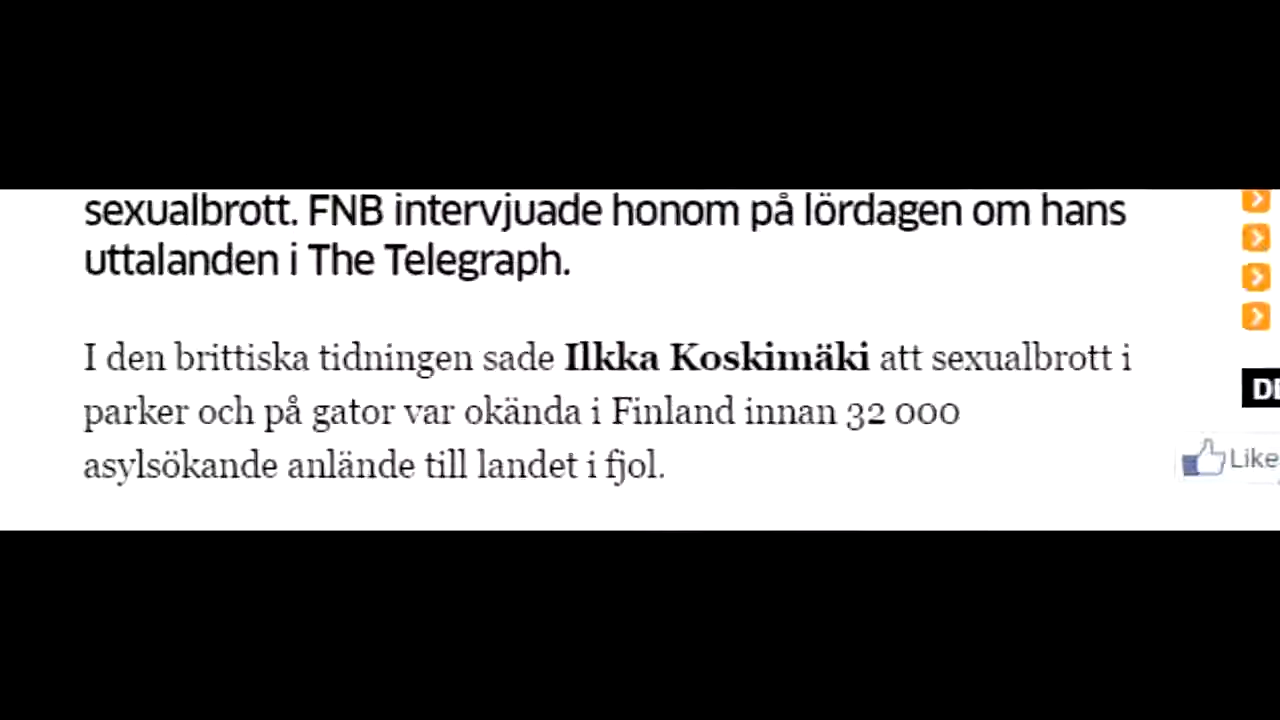 sexualbrott. FNB intervjuade honom på lördagen om hans
uttalanden i The Telegraph.
I den brittiska tidningen sade Ilkka Koskimäki att sexualbrott i
parker och på gator var okända i Finland innan 32 000
asylsökande anlände till landet i fjol.
Like